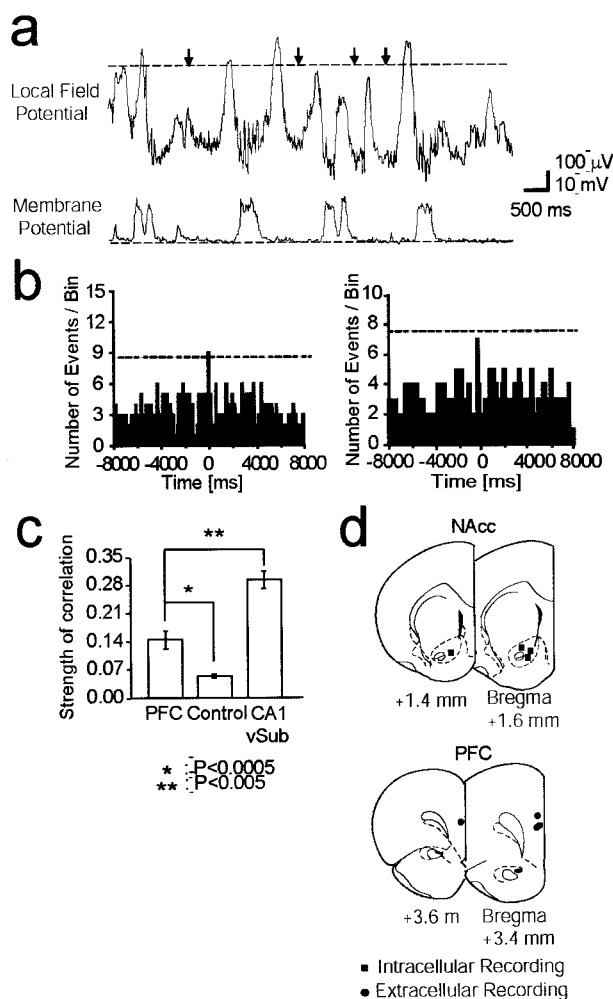 a
Local Field
Potential
100 μV
10 mV
500 ms
Membrane
Potential
b
Number of Events / Bin
15
12
9
6
3
0
-8000 -4000 0 4000 8000
Time [ms]
Number of Events / Bin
10
8
6
4
2
0
-8000 -4000 0 4000 8000
Time [ms]
c
Strength of correlation
0.35
0.28
0.21
0.14
0.07
0.00
**
*
PFC Control CA1
vSub
* P<0.0005
** P<0.005
d
NAcc
+1.4 mm
Bregma
+1.6 mm
PFC
+3.6 m
Bregma
+3.4 mm
■ Intracellular Recording
● Extracellular Recording